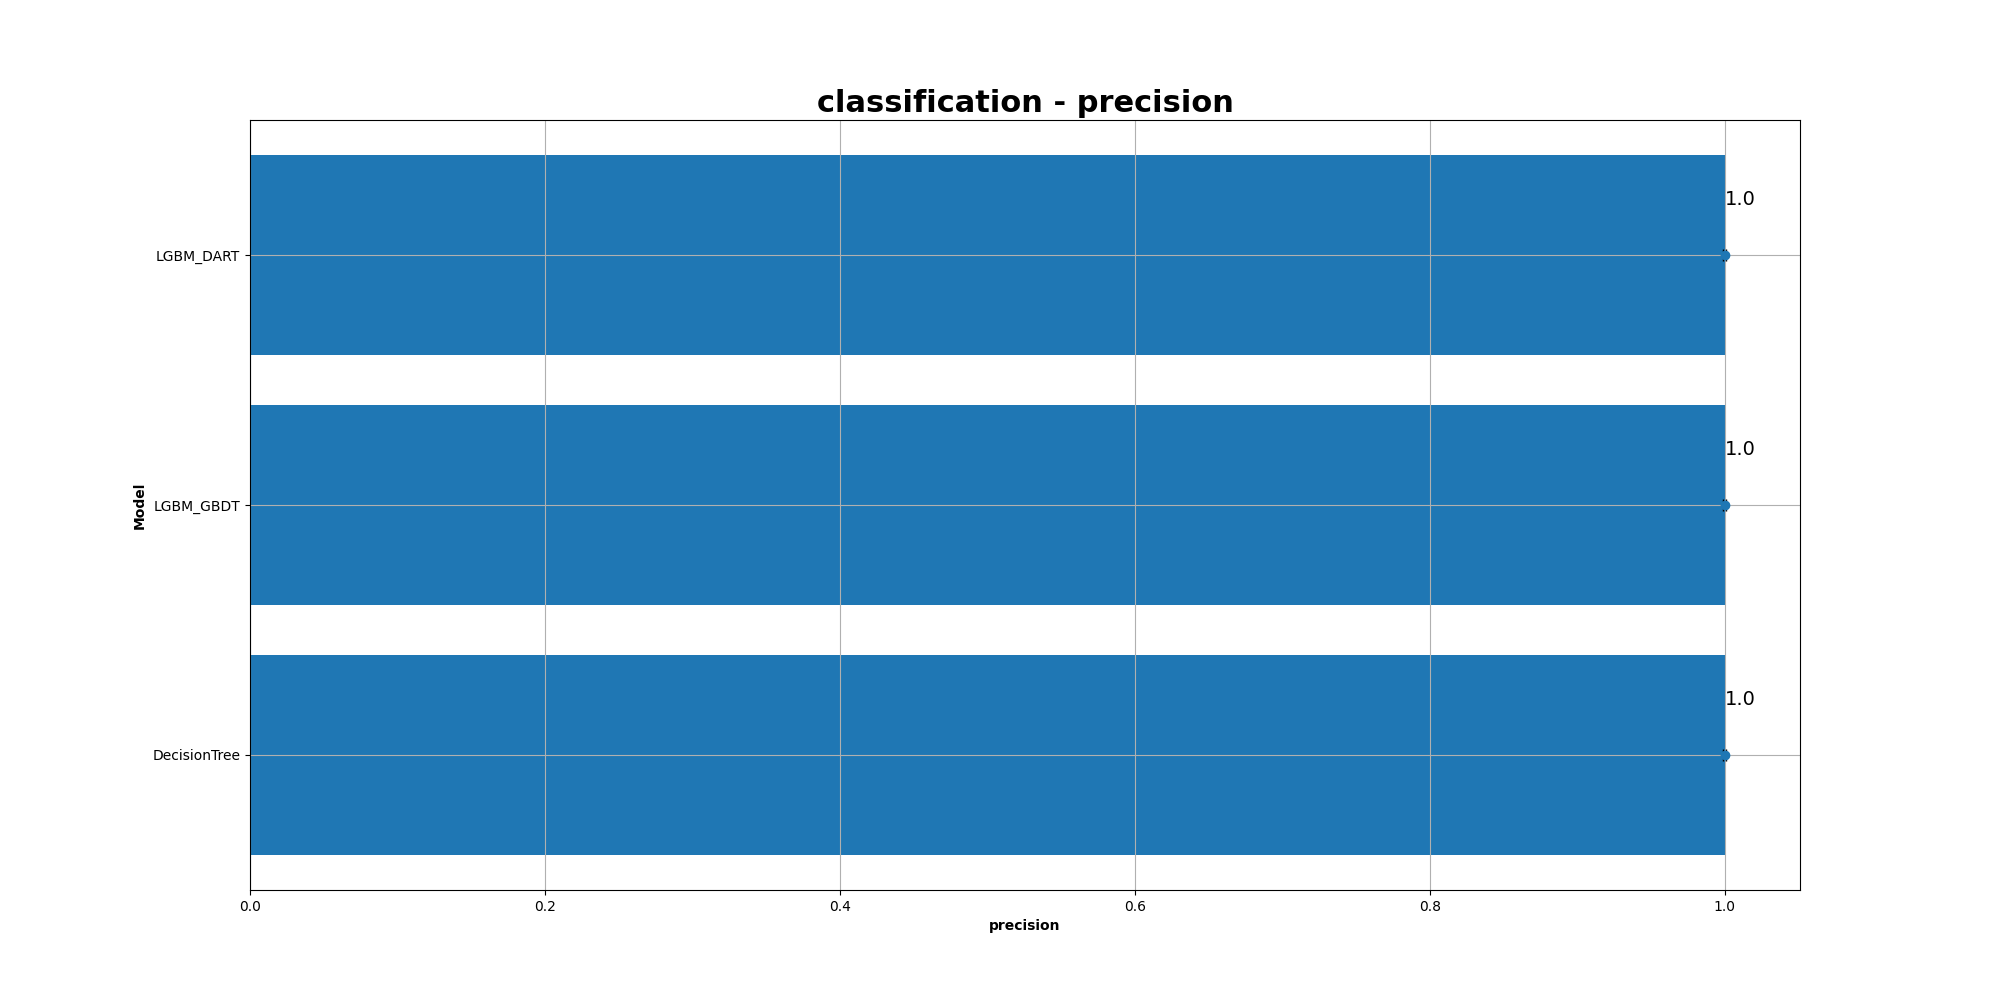 classification - precision
1.0
LGBM_DART
1.0
Model
LGBM_GBDT
1.0
DecisionTree
0.0 0.2 0.4 0.6 0.8 1.0
precision